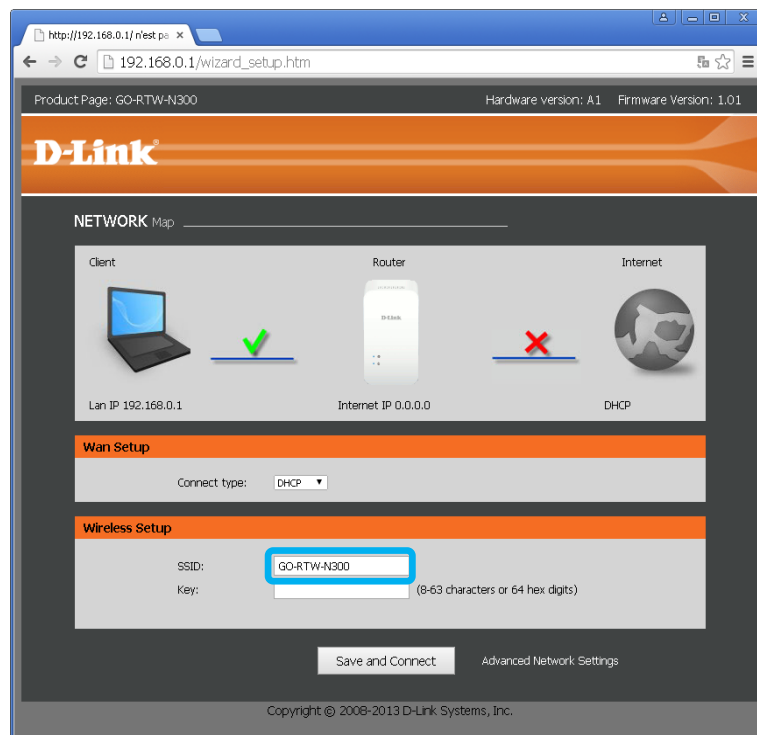 http://192.168.0.1/ n'est pa
192.168.0.1/wizard_setup.htm
Product Page: GO-RTW-N300 Hardware version: A1 Firmware Version: 1.01
D-Link
NETWORK Map
Client Router Internet
D-Link
Lan IP 192.168.0.1 Internet IP 0.0.0.0 DHCP
Wan Setup
Connect type: DHCP
Wireless Setup
SSID: GO-RTW-N300
Key: (8-63 characters or 64 hex digits)
Save and Connect Advanced Network Settings
Copyright © 2008-2013 D-Link Systems, Inc.